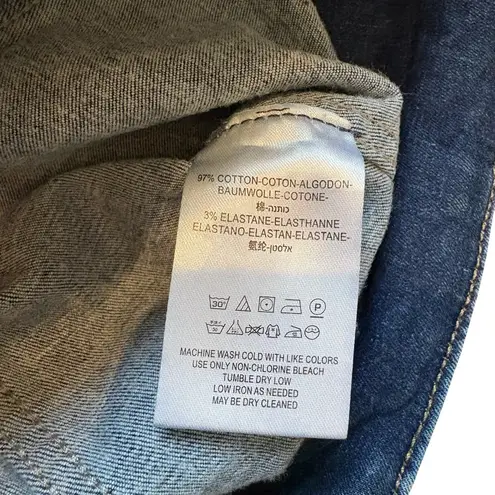 97% COTTON-COTON-ALGODON-
BAUMWOLLE-COTONE-
棉-כותנה
3% ELASTANE-ELASTHANNE
ELASTANO-ELASTAN-ELASTANE-
氨纶-אלסטן
30°
P
30
MACHINE WASH COLD WITH LIKE COLORS
USE ONLY NON-CHLORINE BLEACH
TUMBLE DRY LOW
LOW IRON AS NEEDED
MAY BE DRY CLEANED